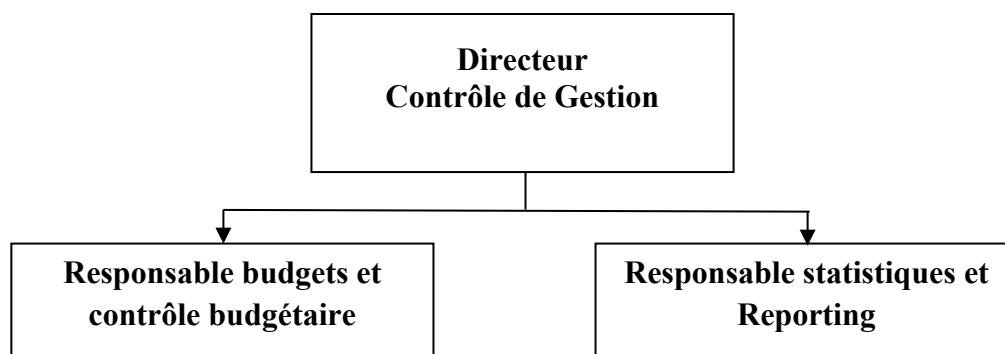 Directeur
Contrôle de Gestion
Responsable budgets et
contrôle budgétaire
Responsable statistiques et
Reporting